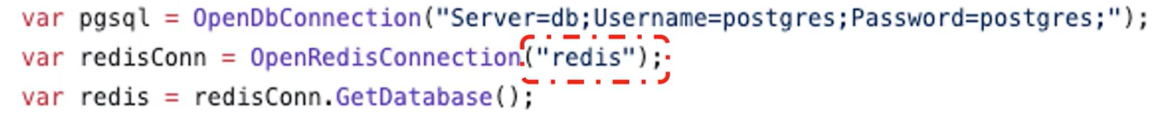 var pgsql = OpenDbConnection("Server=db;Username=postgres;Password=postgres;");
var redisConn = OpenRedisConnection("redis");
var redis = redisConn.GetDatabase();